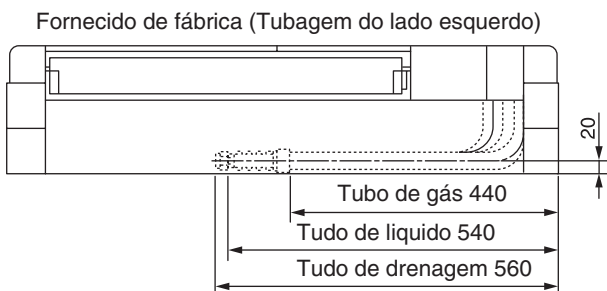 Fornecido de fábrica (Tubagem do lado esquerdo)
20
Tubo de gás 440
Tudo de liquido 540
Tudo de drenagem 560